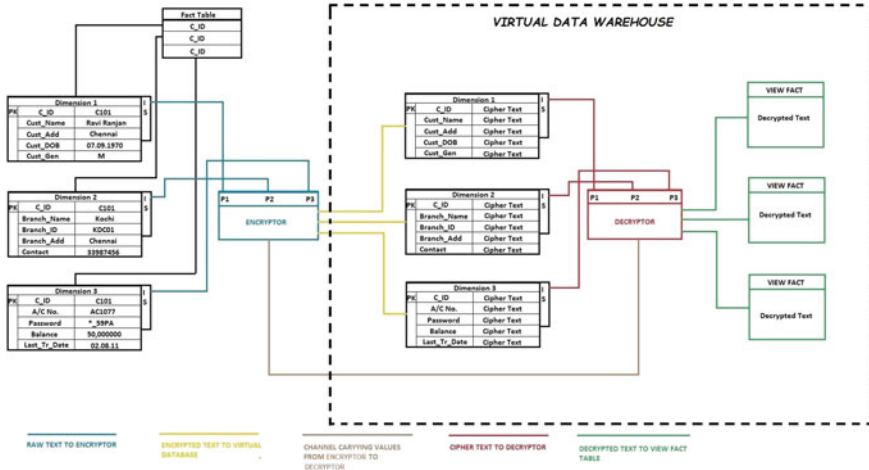 Fact Table
C_ID
C_ID
C_ID
VIRTUAL DATA WAREHOUSE
Dimension 1
I
S
PK C_ID C101
Cust_Name Ravi Ranjan
Cust_Add Chennai
Cust_DOB 07.09.1970
Cust_Gen M
Dimension 2
I
S
PK C_ID C101
Branch_Name Kochi
Branch_ID KDC01
Branch_Add Chennai
Contact 33987456
Dimension 3
I
S
PK C_ID C101
A/C No. AC1077
Password *_59PA
Balance 50,000000
Last_Tr_Date 02.08.11
P1 P2 P3
ENCRYPTOR
Dimension 1
I
S
PK C_ID Cipher Text
Cust_Name Cipher Text
Cust_Add Cipher Text
Cust_DOB Cipher Text
Cust_Gen Cipher Text
Dimension 2
I
S
PK C_ID Cipher Text
Branch_Name Cipher Text
Branch_ID Cipher Text
Branch_Add Cipher Text
Contact Cipher Text
Dimension 3
I
S
PK C_ID Cipher Text
A/C No. Cipher Text
Password Cipher Text
Balance Cipher Text
Last_Tr_Date Cipher Text
P1 P2 P3
DECRYPTOR
VIEW FACT
Decrypted Text
VIEW FACT
Decrypted Text
VIEW FACT
Decrypted Text
RAW TEXT TO ENCRYPTOR
ENCRYPTED TEXT TO VIRTUAL
DATABASE
CHANNEL CARYYING VALUES
FROM ENCRYPTOR TO
DECRYPTOR
CIPHER TEXT TO DECRYPTOR
DECRYPTED TEXT TO VIEW FACT
TABLE